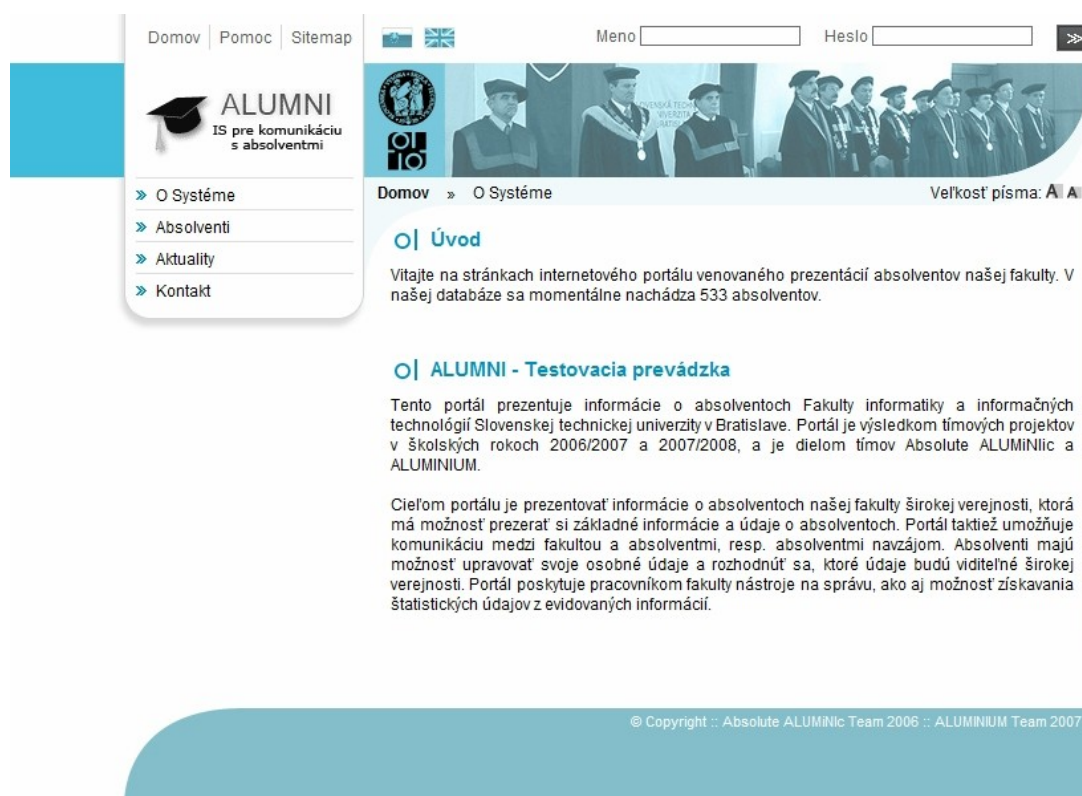 Domov Pomoc Sitemap Meno Heslo
ALUMNI
IS pre komunikáciu
s absolventmi
SLOVENSKÁ TECHNICKÁ
UNIVERZITA
BRATISLAVE
O Systéme
Absolventi
Aktuality
Kontakt
Domov » O Systéme Veľkosť písma: A A
Úvod
Vitajte na stránkach internetového portálu venovaného prezentácií absolventov našej fakulty. V
našej databáze sa momentálne nachádza 533 absolventov.
ALUMNI - Testovacia prevádzka
Tento portál prezentuje informácie o absolventoch Fakulty informatiky a informačných
technológií Slovenskej technickej univerzity v Bratislave. Portál je výsledkom tímových projektov
v školských rokoch 2006/2007 a 2007/2008, a je dielom tímov Absolute ALUMiNIic a
ALUMINIUM.
Cieľom portálu je prezentovať informácie o absolventoch našej fakulty širokej verejnosti, ktorá
má možnosť prezerať si základné informácie a údaje o absolventoch. Portál taktiež umožňuje
komunikáciu medzi fakultou a absolventmi, resp. absolventmi navzájom. Absolventi majú
možnosť upravovať svoje osobné údaje a rozhodnúť sa, ktoré údaje budú viditeľné širokej
verejnosti. Portál poskytuje pracovníkom fakulty nástroje na správu, ako aj možnosť získavania
štatistických údajov z evidovaných informácií.
© Copyright :: Absolute ALUMiNIc Team 2006 :: ALUMINIUM Team 2007